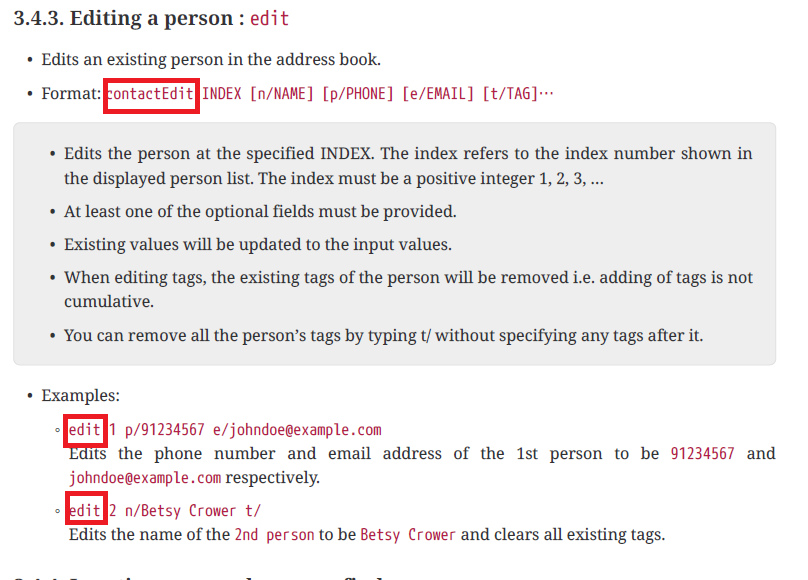 3.4.3. Editing a person : edit
• Edits an existing person in the address book.
• Format: contactEdit INDEX [n/NAME] [p/PHONE] [e/EMAIL] [t/TAG]…
• Edits the person at the specified INDEX. The index refers to the index number shown in
the displayed person list. The index must be a positive integer 1, 2, 3, …
• At least one of the optional fields must be provided.
• Existing values will be updated to the input values.
• When editing tags, the existing tags of the person will be removed i.e. adding of tags is not
cumulative.
• You can remove all the person’s tags by typing t/ without specifying any tags after it.
• Examples:
◦ edit 1 p/91234567 e/johndoe@example.com
Edits the phone number and email address of the 1st person to be 91234567 and
johndoe@example.com respectively.
◦ edit 2 n/Betsy Crower t/
Edits the name of the 2nd person to be Betsy Crower and clears all existing tags.